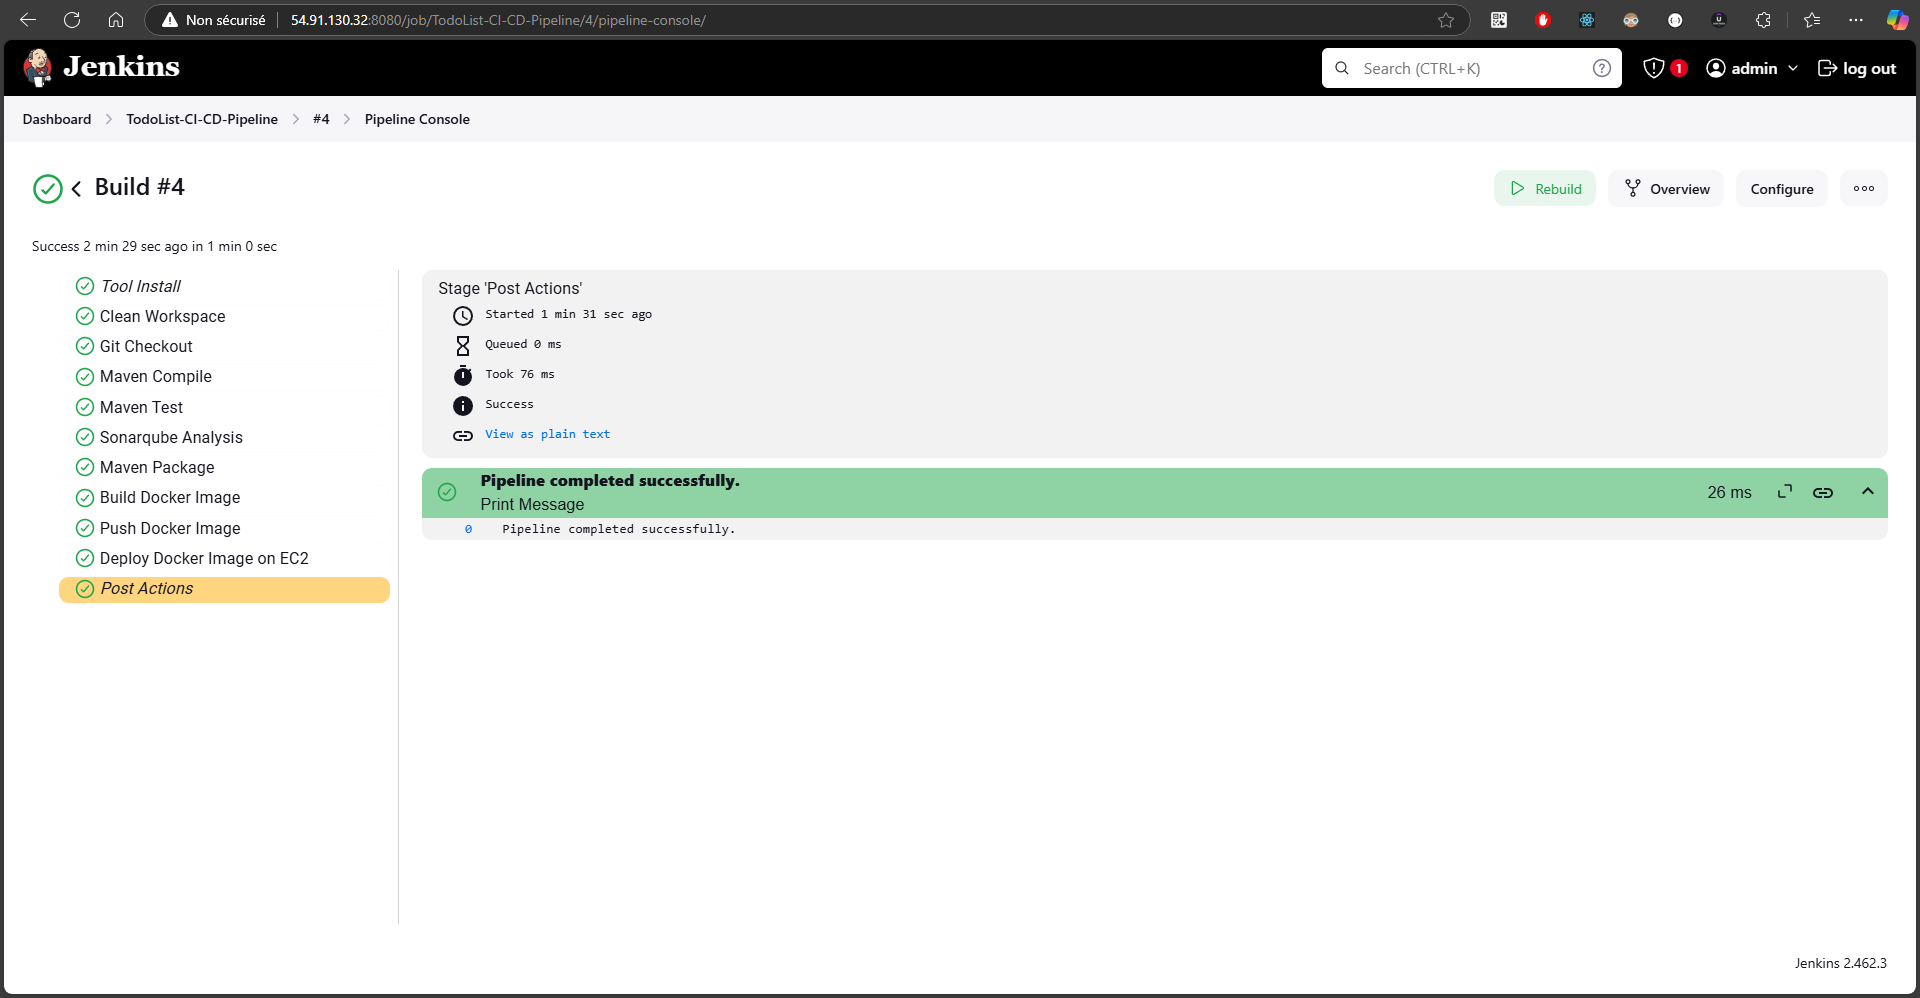 Non sécurisé
54.91.130.32:8080/job/TodoList-CI-CD-Pipeline/4/pipeline-console/
Jenkins
Search (CTRL+K)
1
admin
log out
Dashboard
TodoList-CI-CD-Pipeline
#4
Pipeline Console
Build #4
Rebuild
Overview
Configure
Success 2 min 29 sec ago in 1 min 0 sec
Tool Install
Clean Workspace
Git Checkout
Maven Compile
Maven Test
Sonarqube Analysis
Maven Package
Build Docker Image
Push Docker Image
Deploy Docker Image on EC2
Post Actions
Stage 'Post Actions'
Started 1 min 31 sec ago
Queued 0 ms
Took 76 ms
Success
View as plain text
Pipeline completed successfully.
Print Message
26 ms
0 Pipeline completed successfully.
Jenkins 2.462.3